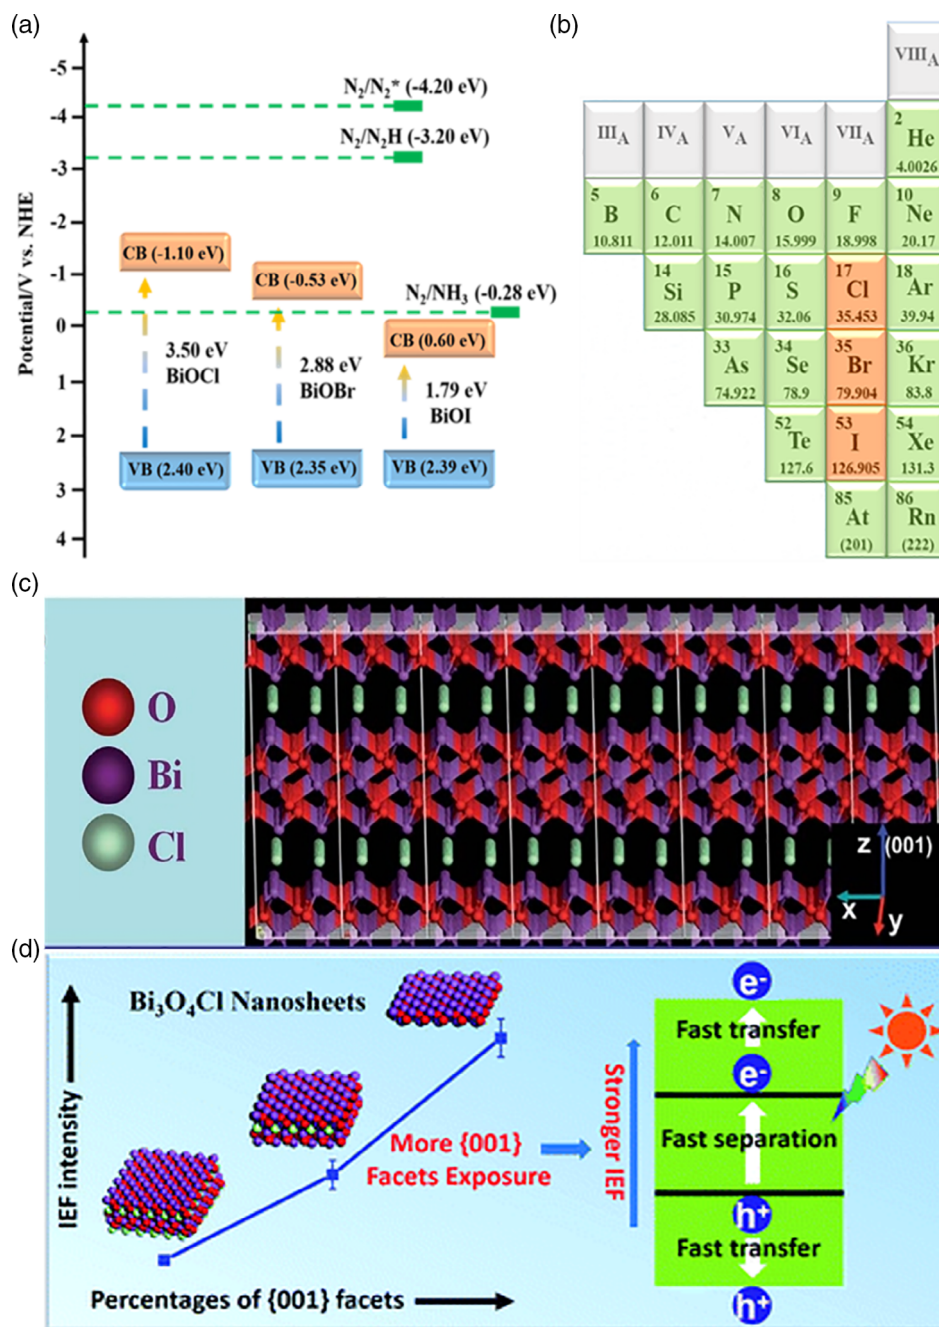 (a)
Potential/V vs. NHE
-5
-4
-3
-2
-1
0
1
2
3
4
N₂/N₂* (-4.20 eV)
N₂/N₂H (-3.20 eV)
CB (-1.10 eV)
CB (-0.53 eV)
N₂/NH₃ (-0.28 eV)
CB (0.60 eV)
3.50 eV
BiOCl
2.88 eV
BiOBr
1.79 eV
BiOI
VB (2.40 eV)
VB (2.35 eV)
VB (2.39 eV)
(b)
VIII A
III A
IV A
V A
VI A
VII A
2
He
4.0026
5
B
10.811
6
C
12.011
7
N
14.007
8
O
15.999
9
F
18.998
10
Ne
20.17
14
Si
28.085
15
P
30.974
16
S
32.06
17
Cl
35.453
18
Ar
39.94
33
As
74.922
34
Se
78.9
35
Br
79.904
36
Kr
83.8
52
Te
127.6
53
I
126.905
54
Xe
131.3
85
At
(201)
86
Rn
(222)
(c)
O
Bi
Cl
z (001)
x
y
(d)
IEF intensity
Bi₃O₄Cl Nanosheets
More {001}
Facets Exposure
Percentages of {001} facets
Stronger IEF
e-
Fast transfer
e-
Fast separation
h+
Fast transfer
h+